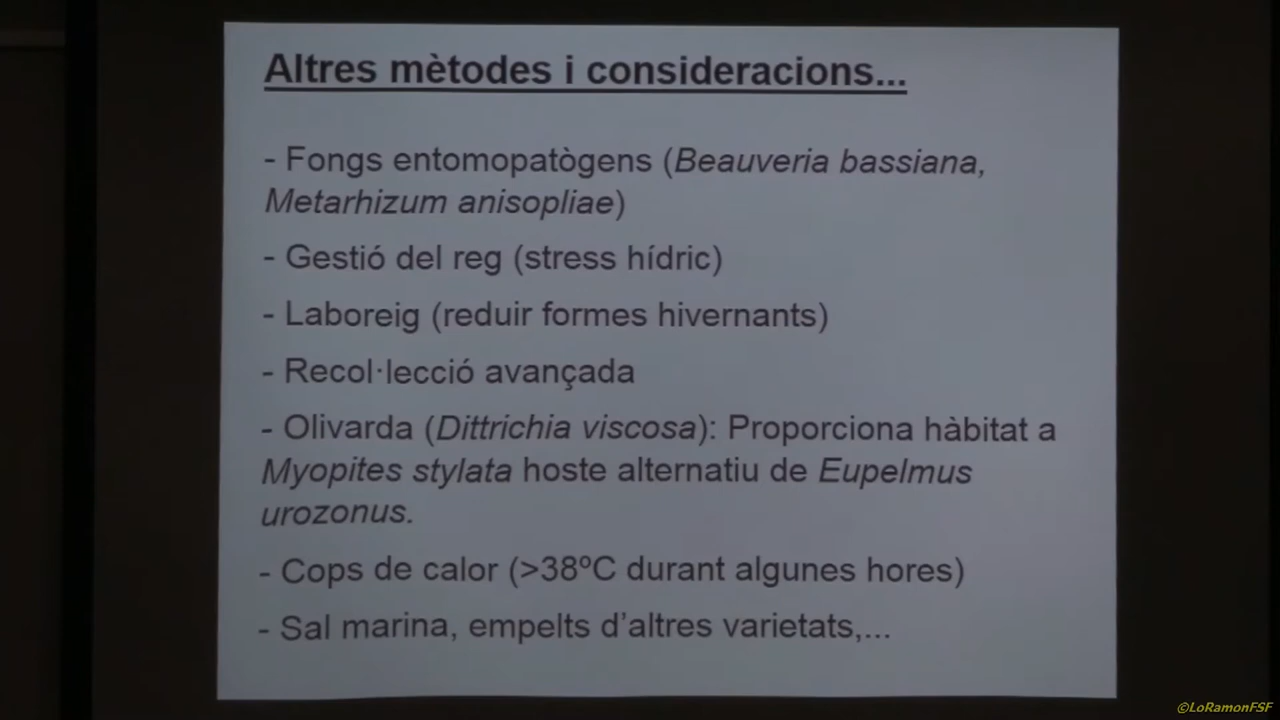 Altres mètodes i consideracions...
- Fongs entomopatògens (Beauveria bassiana,
Metarhizum anisopliae)
- Gestió del reg (stress hídric)
- Laboreig (reduir formes hivernants)
- Recol·lecció avançada
- Olivarda (Dittrichia viscosa): Proporciona hàbitat a
Myopites stylata hoste alternatiu de Eupelmus
urozonus.
- Cops de calor (>38ºC durant algunes hores)
- Sal marina, empelts d'altres varietats,...
©LoRamonFSF